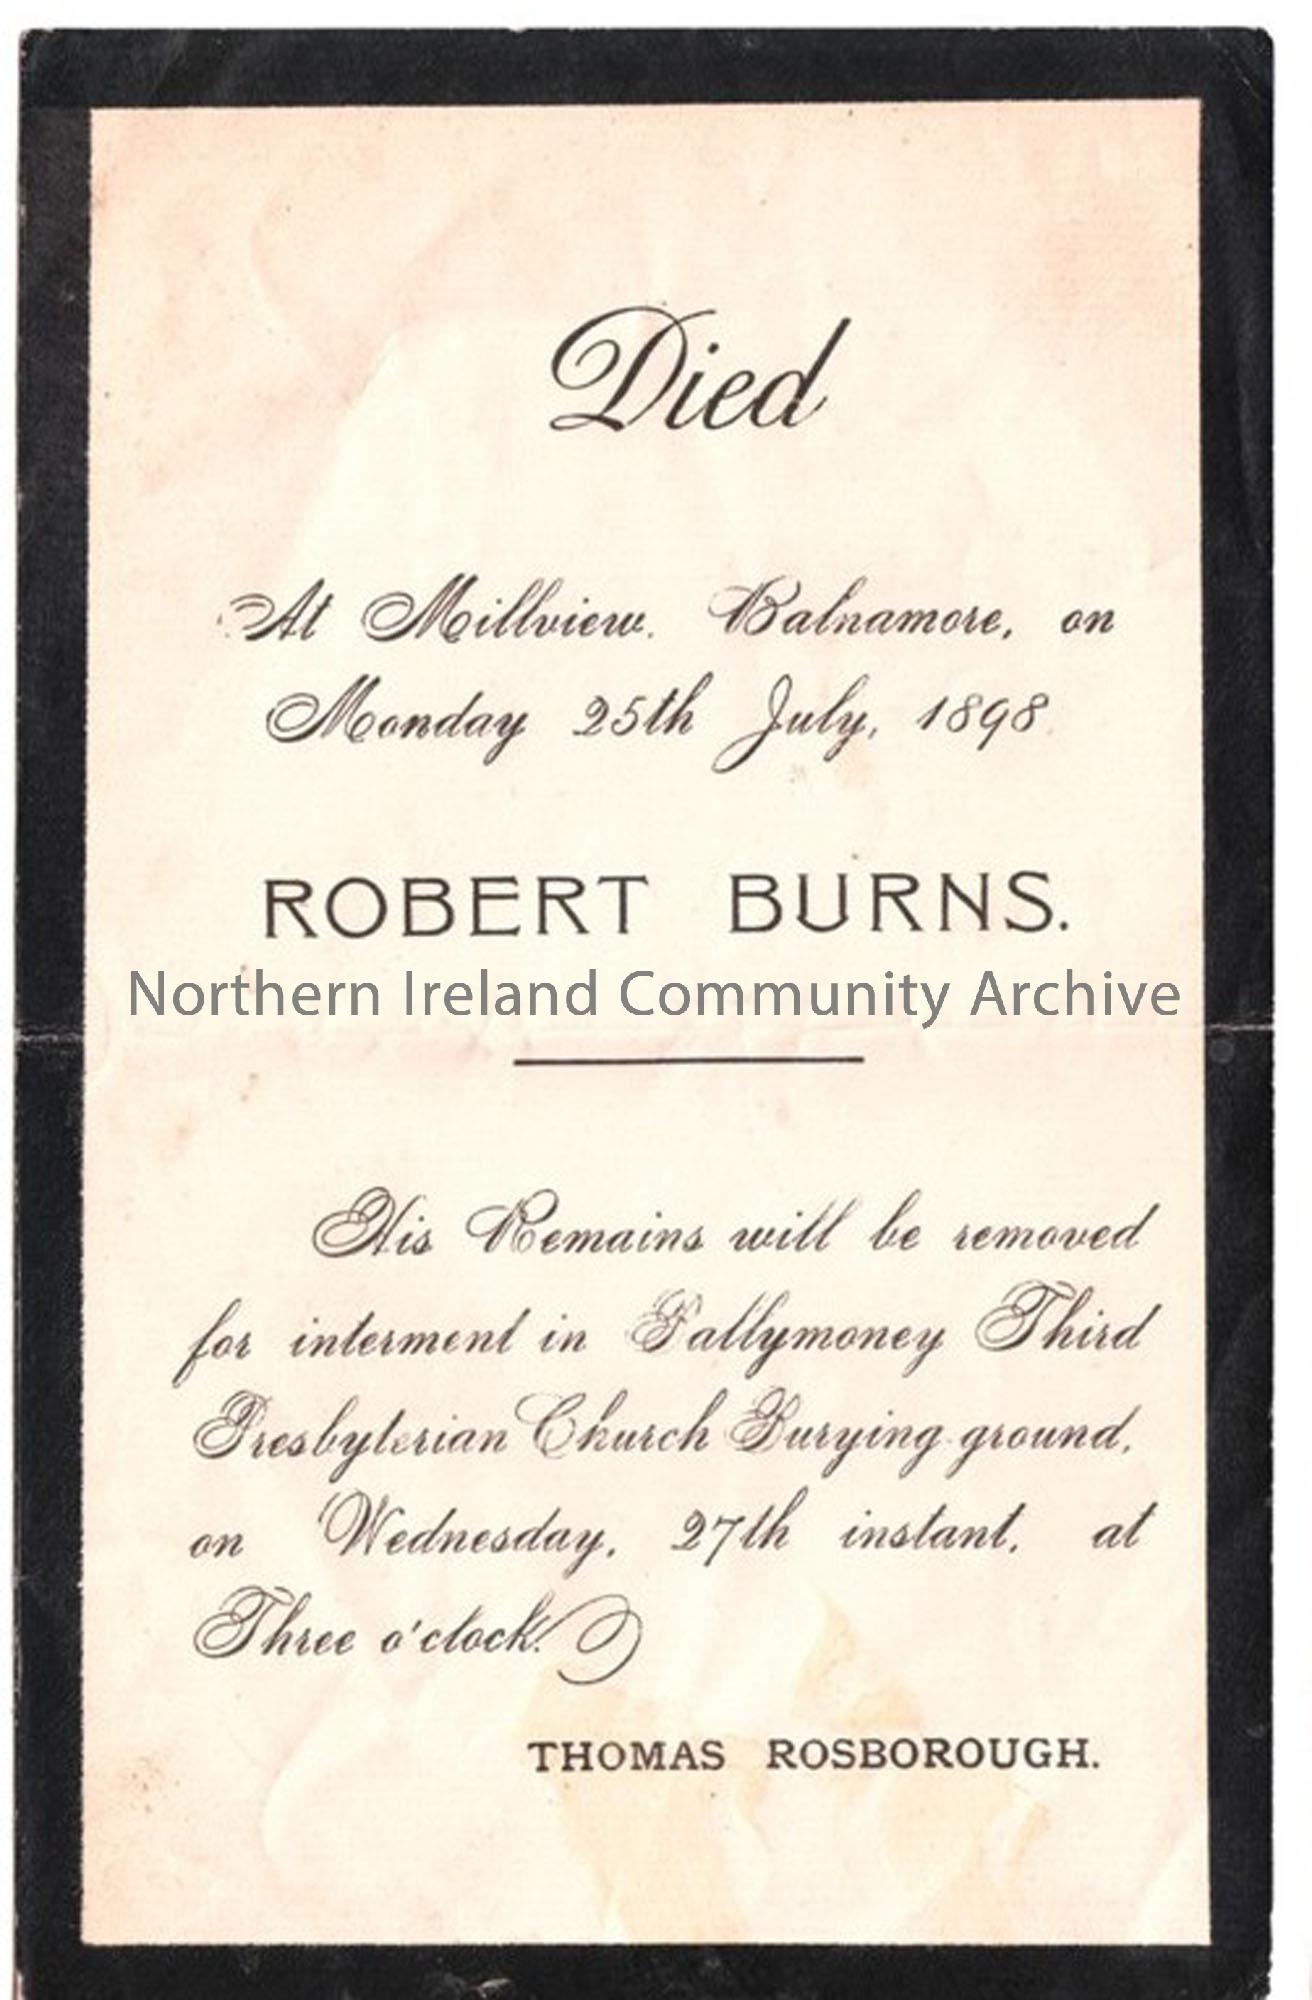 Died
At Millview. Balnamore, on
Monday 25th July, 1898
ROBERT BURNS.
Northern Ireland Community Archive
His Remains will be removed
for interment in Ballymoney Third
Presbyterian Church Burying-ground,
on Wednesday, 27th instant, at
Three o'clock.
THOMAS ROSBOROUGH.